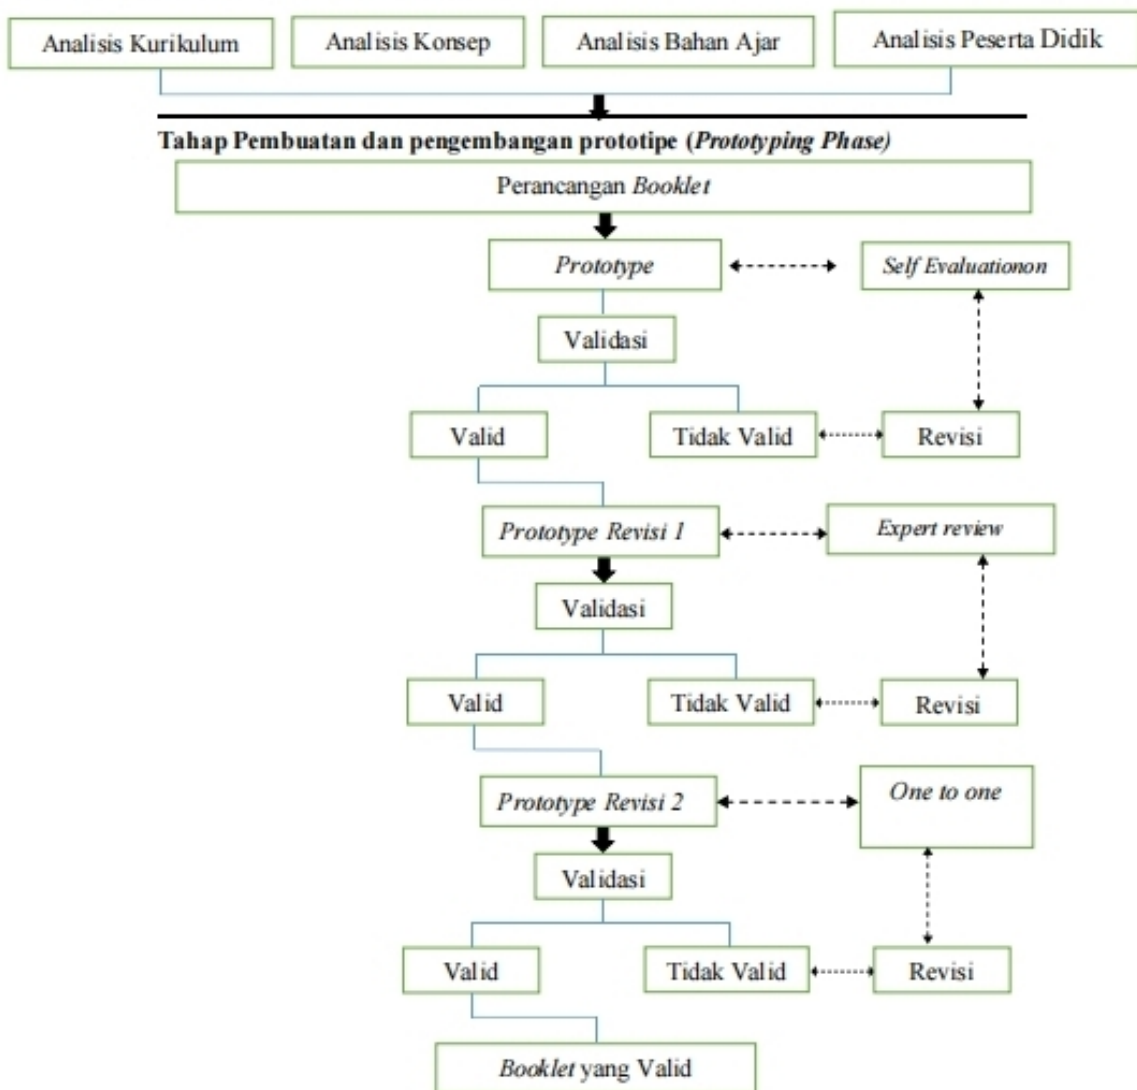 Analisis Kurikulum
Analisis Konsep
Analisis Bahan Ajar
Analisis Peserta Didik
Tahap Pembuatan dan pengembangan prototipe (Prototyping Phase)
Perancangan Booklet
Prototype
Self Evaluationon
Validasi
Valid
Tidak Valid
Revisi
Prototype Revisi 1
Expert review
Validasi
Valid
Tidak Valid
Revisi
Prototype Revisi 2
One to one
Validasi
Valid
Tidak Valid
Revisi
Booklet yang Valid